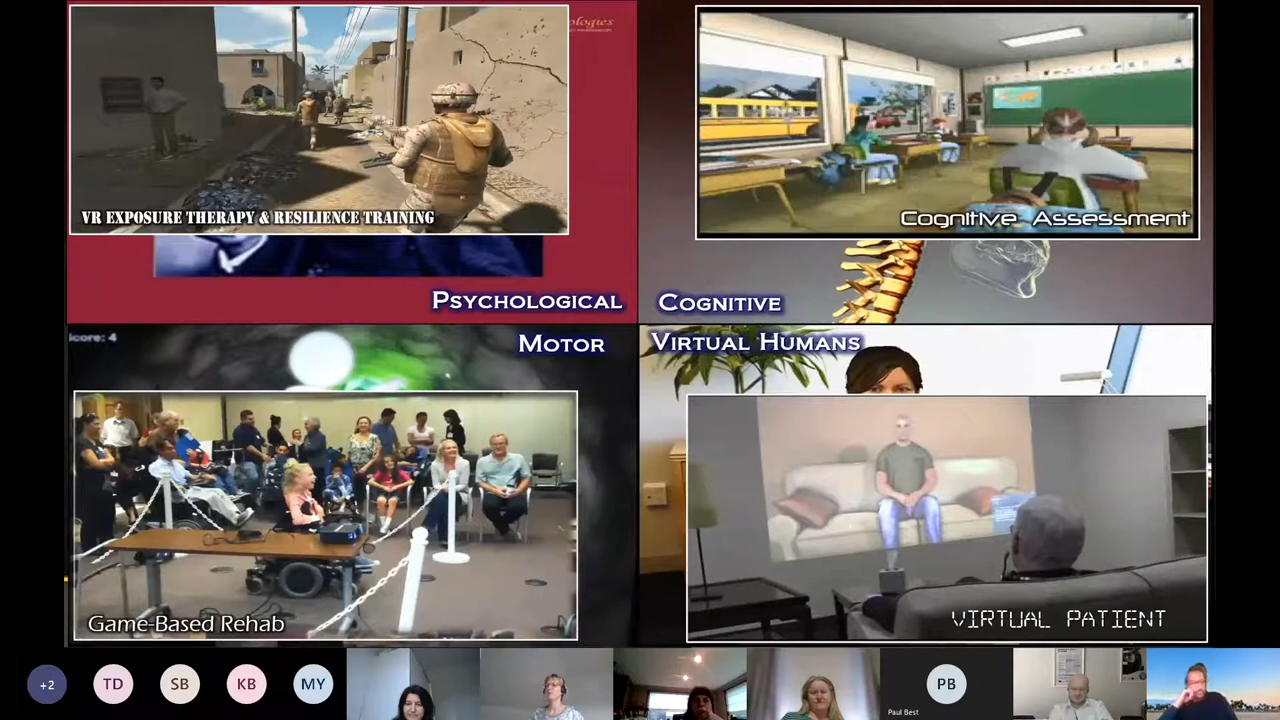 ologies
VR EXPOSURE THERAPY & RESILIENCE TRAINING
PSYCHOLOGICAL
Cognitive Assessment
COGNITIVE
score: 4
MOTOR
Game-Based Rehab
VIRTUAL HUMANS
VIRTUAL PATIENT
+2
TD
SB
KB
MY
PB
Paul Best